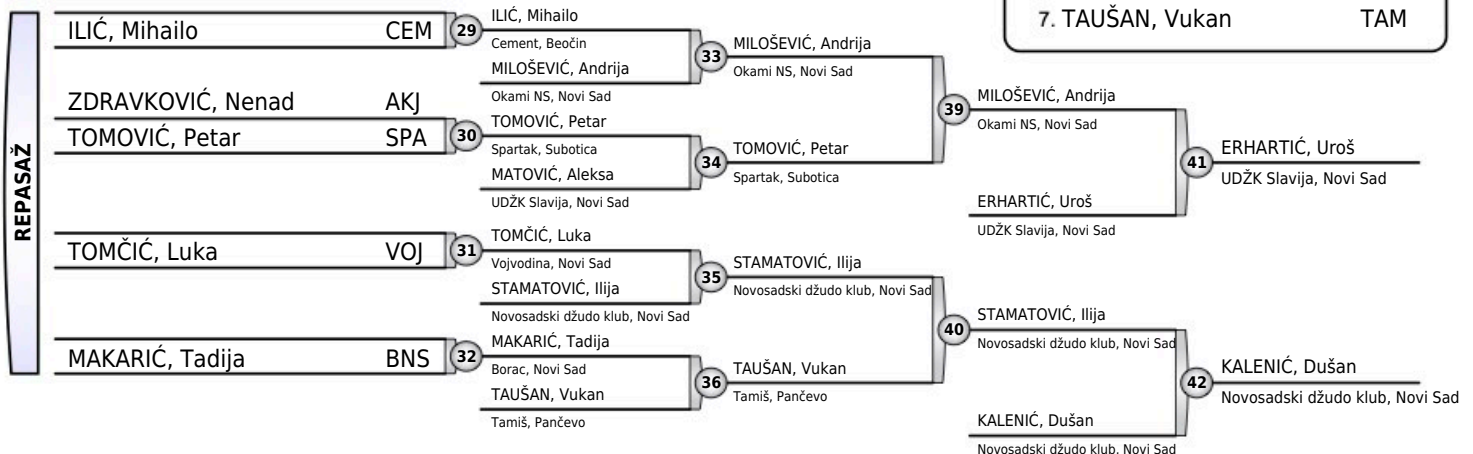 7. TAUŠAN, Vukan TAM
REPASAŽ
ILIĆ, Mihailo CEM
ZDRAVKOVIĆ, Nenad AKJ
TOMOVIĆ, Petar SPA
TOMČIĆ, Luka VOJ
MAKARIĆ, Tadija BNS
29
ILIĆ, Mihailo
Cement, Beočin
MILOŠEVIĆ, Andrija
Okami NS, Novi Sad
30
TOMOVIĆ, Petar
Spartak, Subotica
MATOVIĆ, Aleksa
UDŽK Slavija, Novi Sad
31
TOMČIĆ, Luka
Vojvodina, Novi Sad
STAMATOVIĆ, Ilija
Novosadski džudo klub, Novi Sad
32
MAKARIĆ, Tadija
Borac, Novi Sad
TAUŠAN, Vukan
Tamiš, Pančevo
33
MILOŠEVIĆ, Andrija
Okami NS, Novi Sad
34
TOMOVIĆ, Petar
Spartak, Subotica
35
STAMATOVIĆ, Ilija
Novosadski džudo klub, Novi Sad
36
TAUŠAN, Vukan
Tamiš, Pančevo
39
MILOŠEVIĆ, Andrija
Okami NS, Novi Sad
ERHARTIĆ, Uroš
UDŽK Slavija, Novi Sad
40
STAMATOVIĆ, Ilija
Novosadski džudo klub, Novi Sad
KALENIĆ, Dušan
Novosadski džudo klub, Novi Sad
41
ERHARTIĆ, Uroš
UDŽK Slavija, Novi Sad
42
KALENIĆ, Dušan
Novosadski džudo klub, Novi Sad